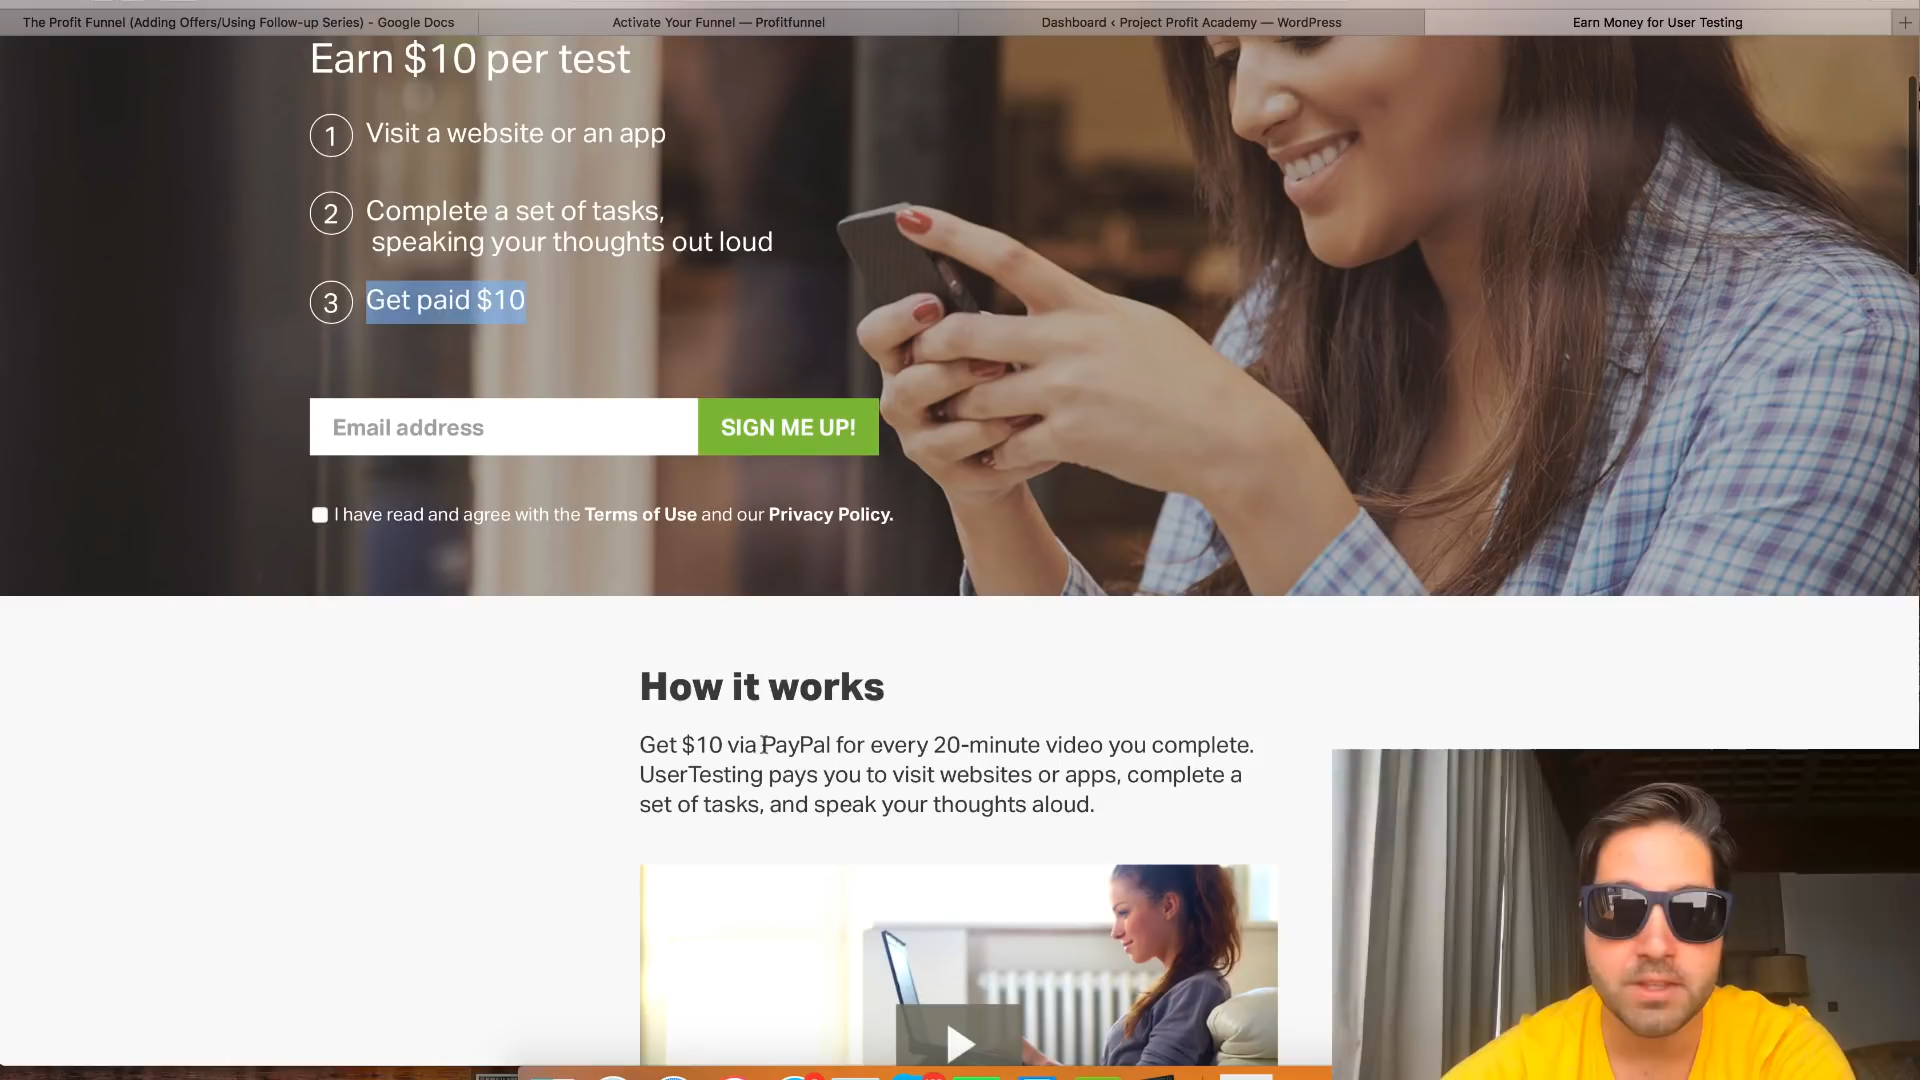 The Profit Funnel (Adding Offers/Using Follow-up Series) - Google Docs
Activate Your Funnel — Profitfunnel
Dashboard ‹ Project Profit Academy — WordPress
Earn Money for User Testing
Earn $10 per test
1 Visit a website or an app
2 Complete a set of tasks,
speaking your thoughts out loud
3 Get paid $10
Email address SIGN ME UP!
I have read and agree with the Terms of Use and our Privacy Policy.
How it works
Get $10 via PayPal for every 20-minute video you complete.
UserTesting pays you to visit websites or apps, complete a
set of tasks, and speak your thoughts aloud.